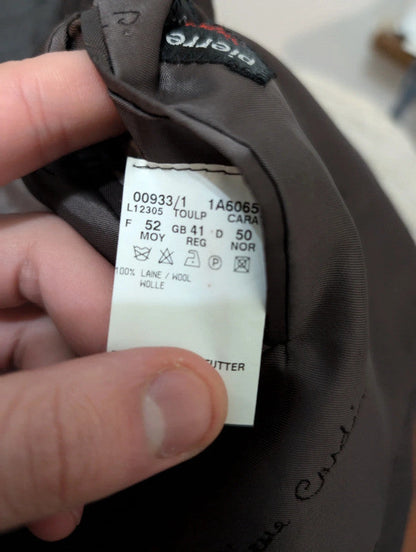 pierre
00933/1 1A6065
L12305 TOULP CARA
F 52 GB 41 D 50
MOY REG NOR
P
100% LAINE / WOOL
WOLLE
FUTTER
Cardin